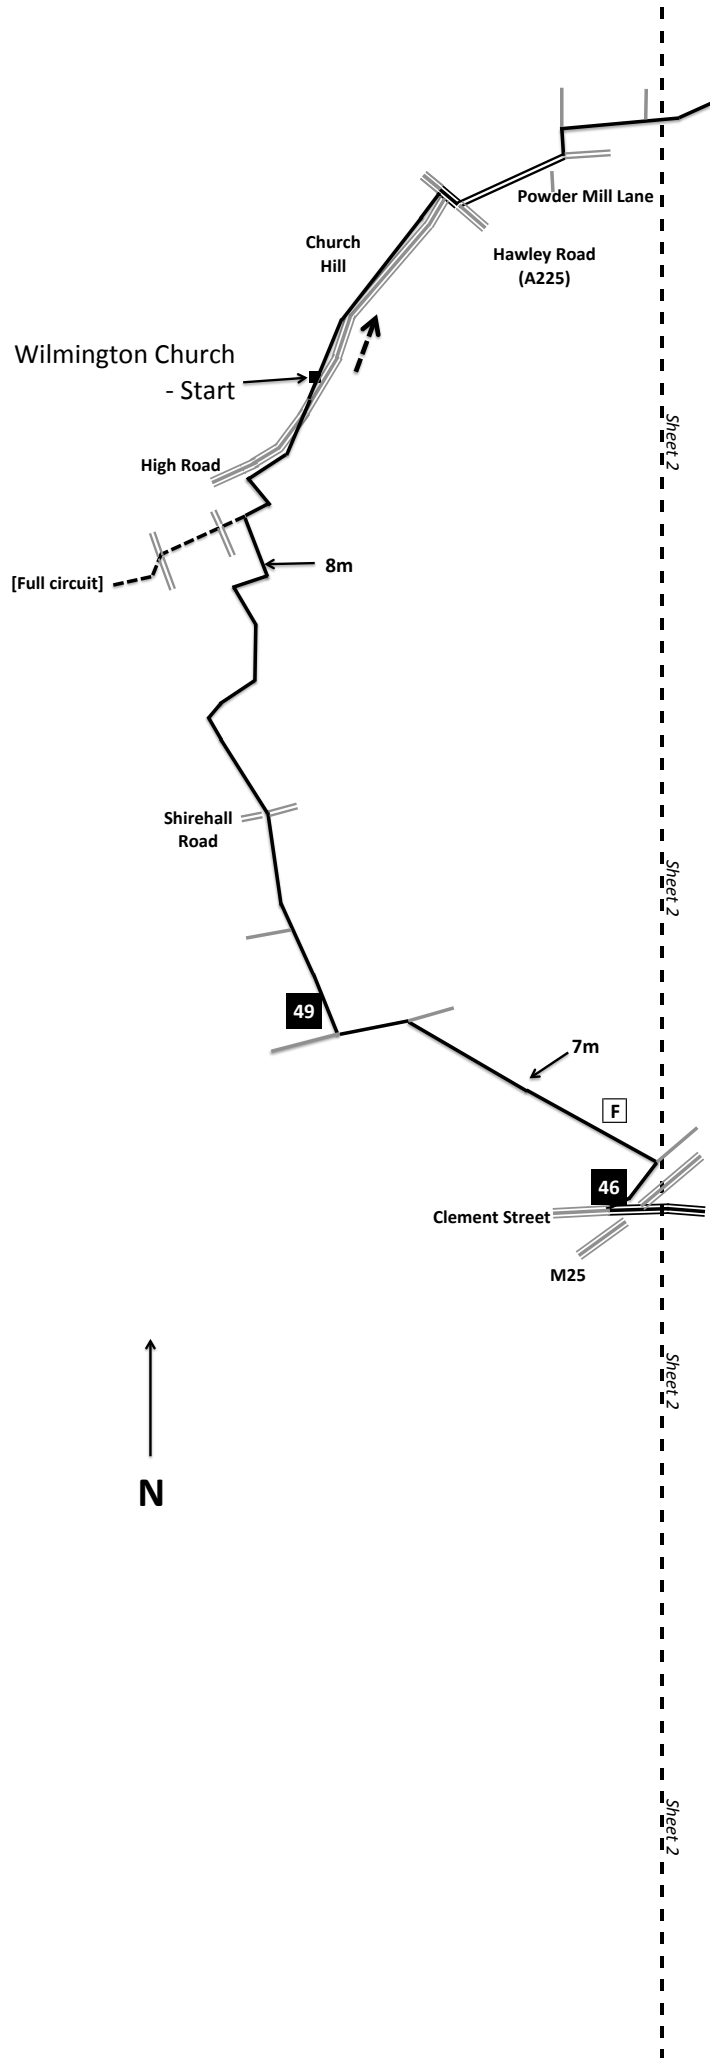 Powder Mill Lane
Church
Hill
Hawley Road
(A225)
Wilmington Church
- Start
Sheet 2
High Road
8m
[Full circuit]
Shirehall
Road
Sheet 2
49
7m
F
46
Clement Street
M25
Sheet 2
N
Sheet 2